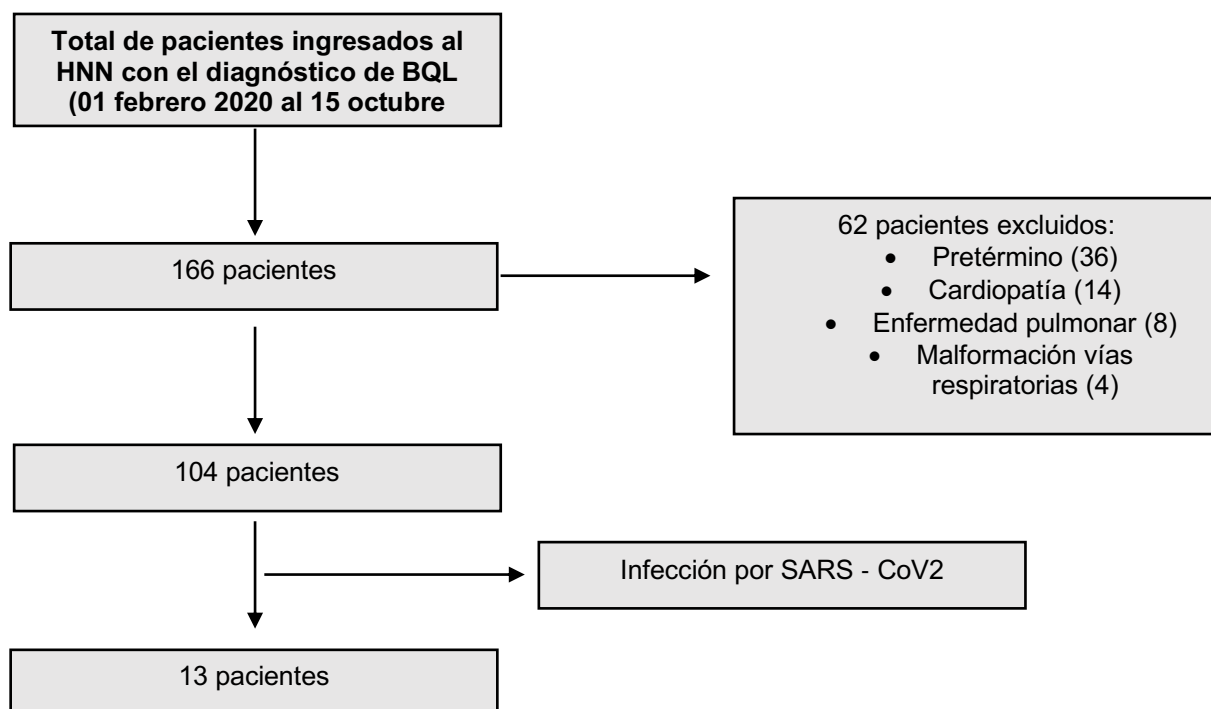 Total de pacientes ingresados al
HNN con el diagnóstico de BQL
(01 febrero 2020 al 15 octubre
166 pacientes
62 pacientes excluidos:
• Pretérmino (36)
• Cardiopatía (14)
• Enfermedad pulmonar (8)
• Malformación vías
respiratorias (4)
104 pacientes
Infección por SARS - CoV2
13 pacientes